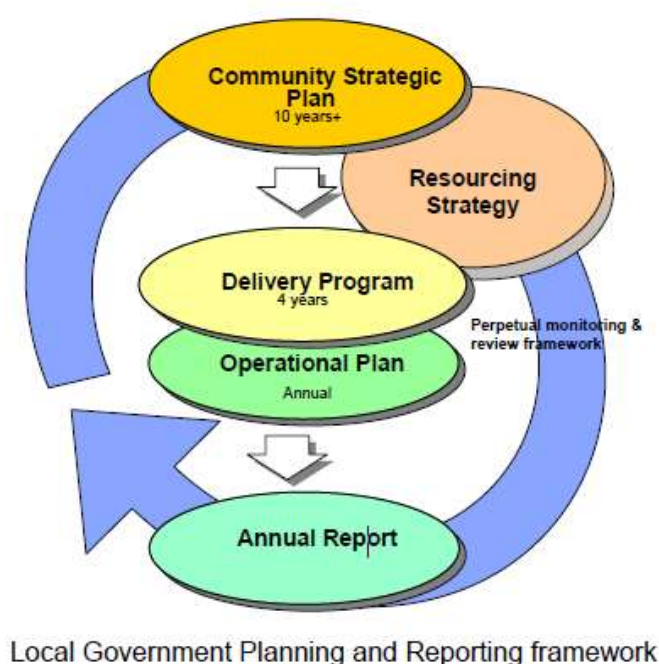 Community Strategic
Plan
10 years+
Resourcing
Strategy
Delivery Program
4 years
Perpetual monitoring &
review framework
Operational Plan
Annual
Annual Report
Local Government Planning and Reporting framework